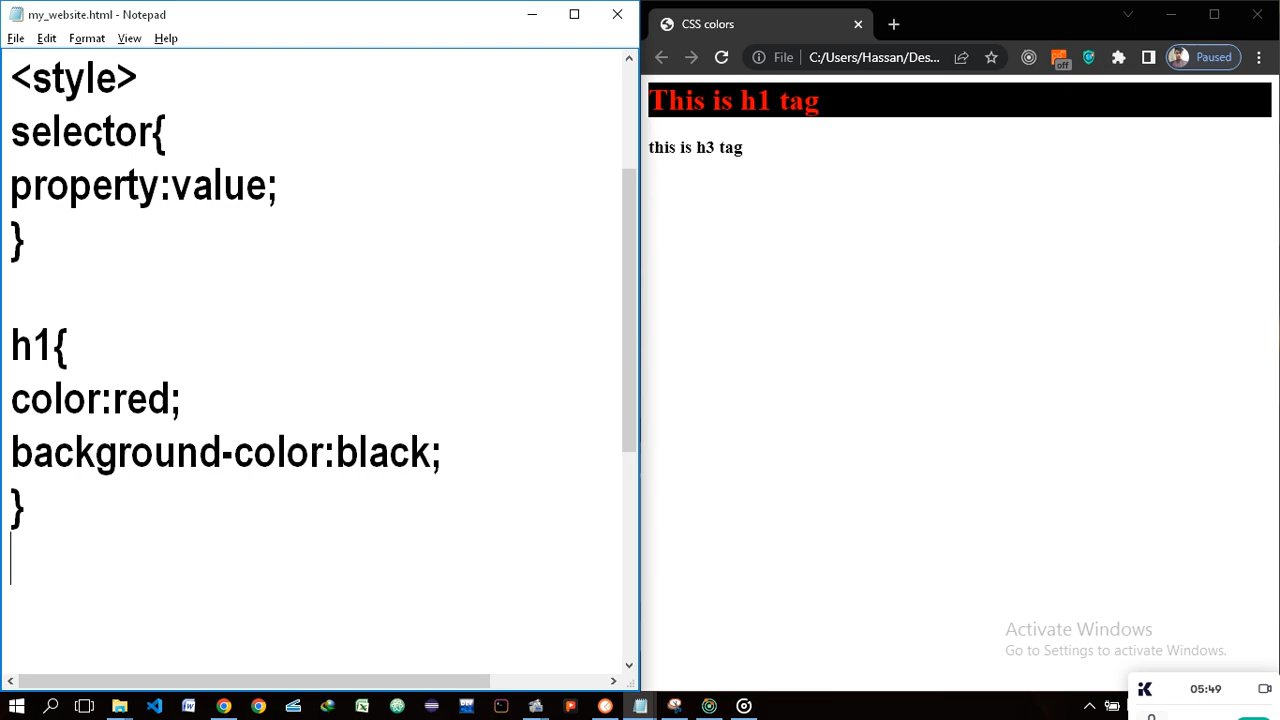 my_website.html - Notepad
File Edit Format View Help
<style>
selector{
property:value;
}
h1{
color:red;
background-color:black;
}
CSS colors
File C:/Users/Hassan/Des... off Paused
This is h1 tag
this is h3 tag
Activate Windows
Go to Settings to activate Windows.
05:49